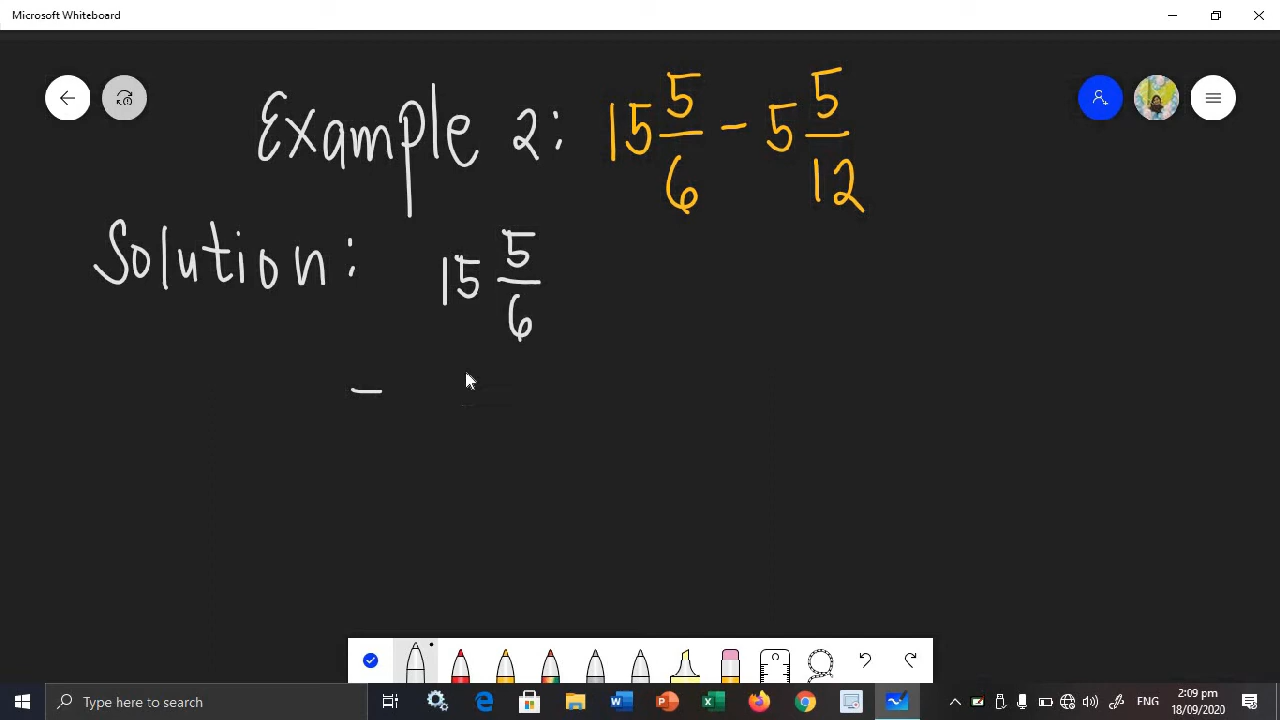 Microsoft Whiteboard
Example 2: 15 5/6 - 5 5/12
Solution: 15 5/6
-
Type here to search
ENG
2:09 pm
18/09/2020